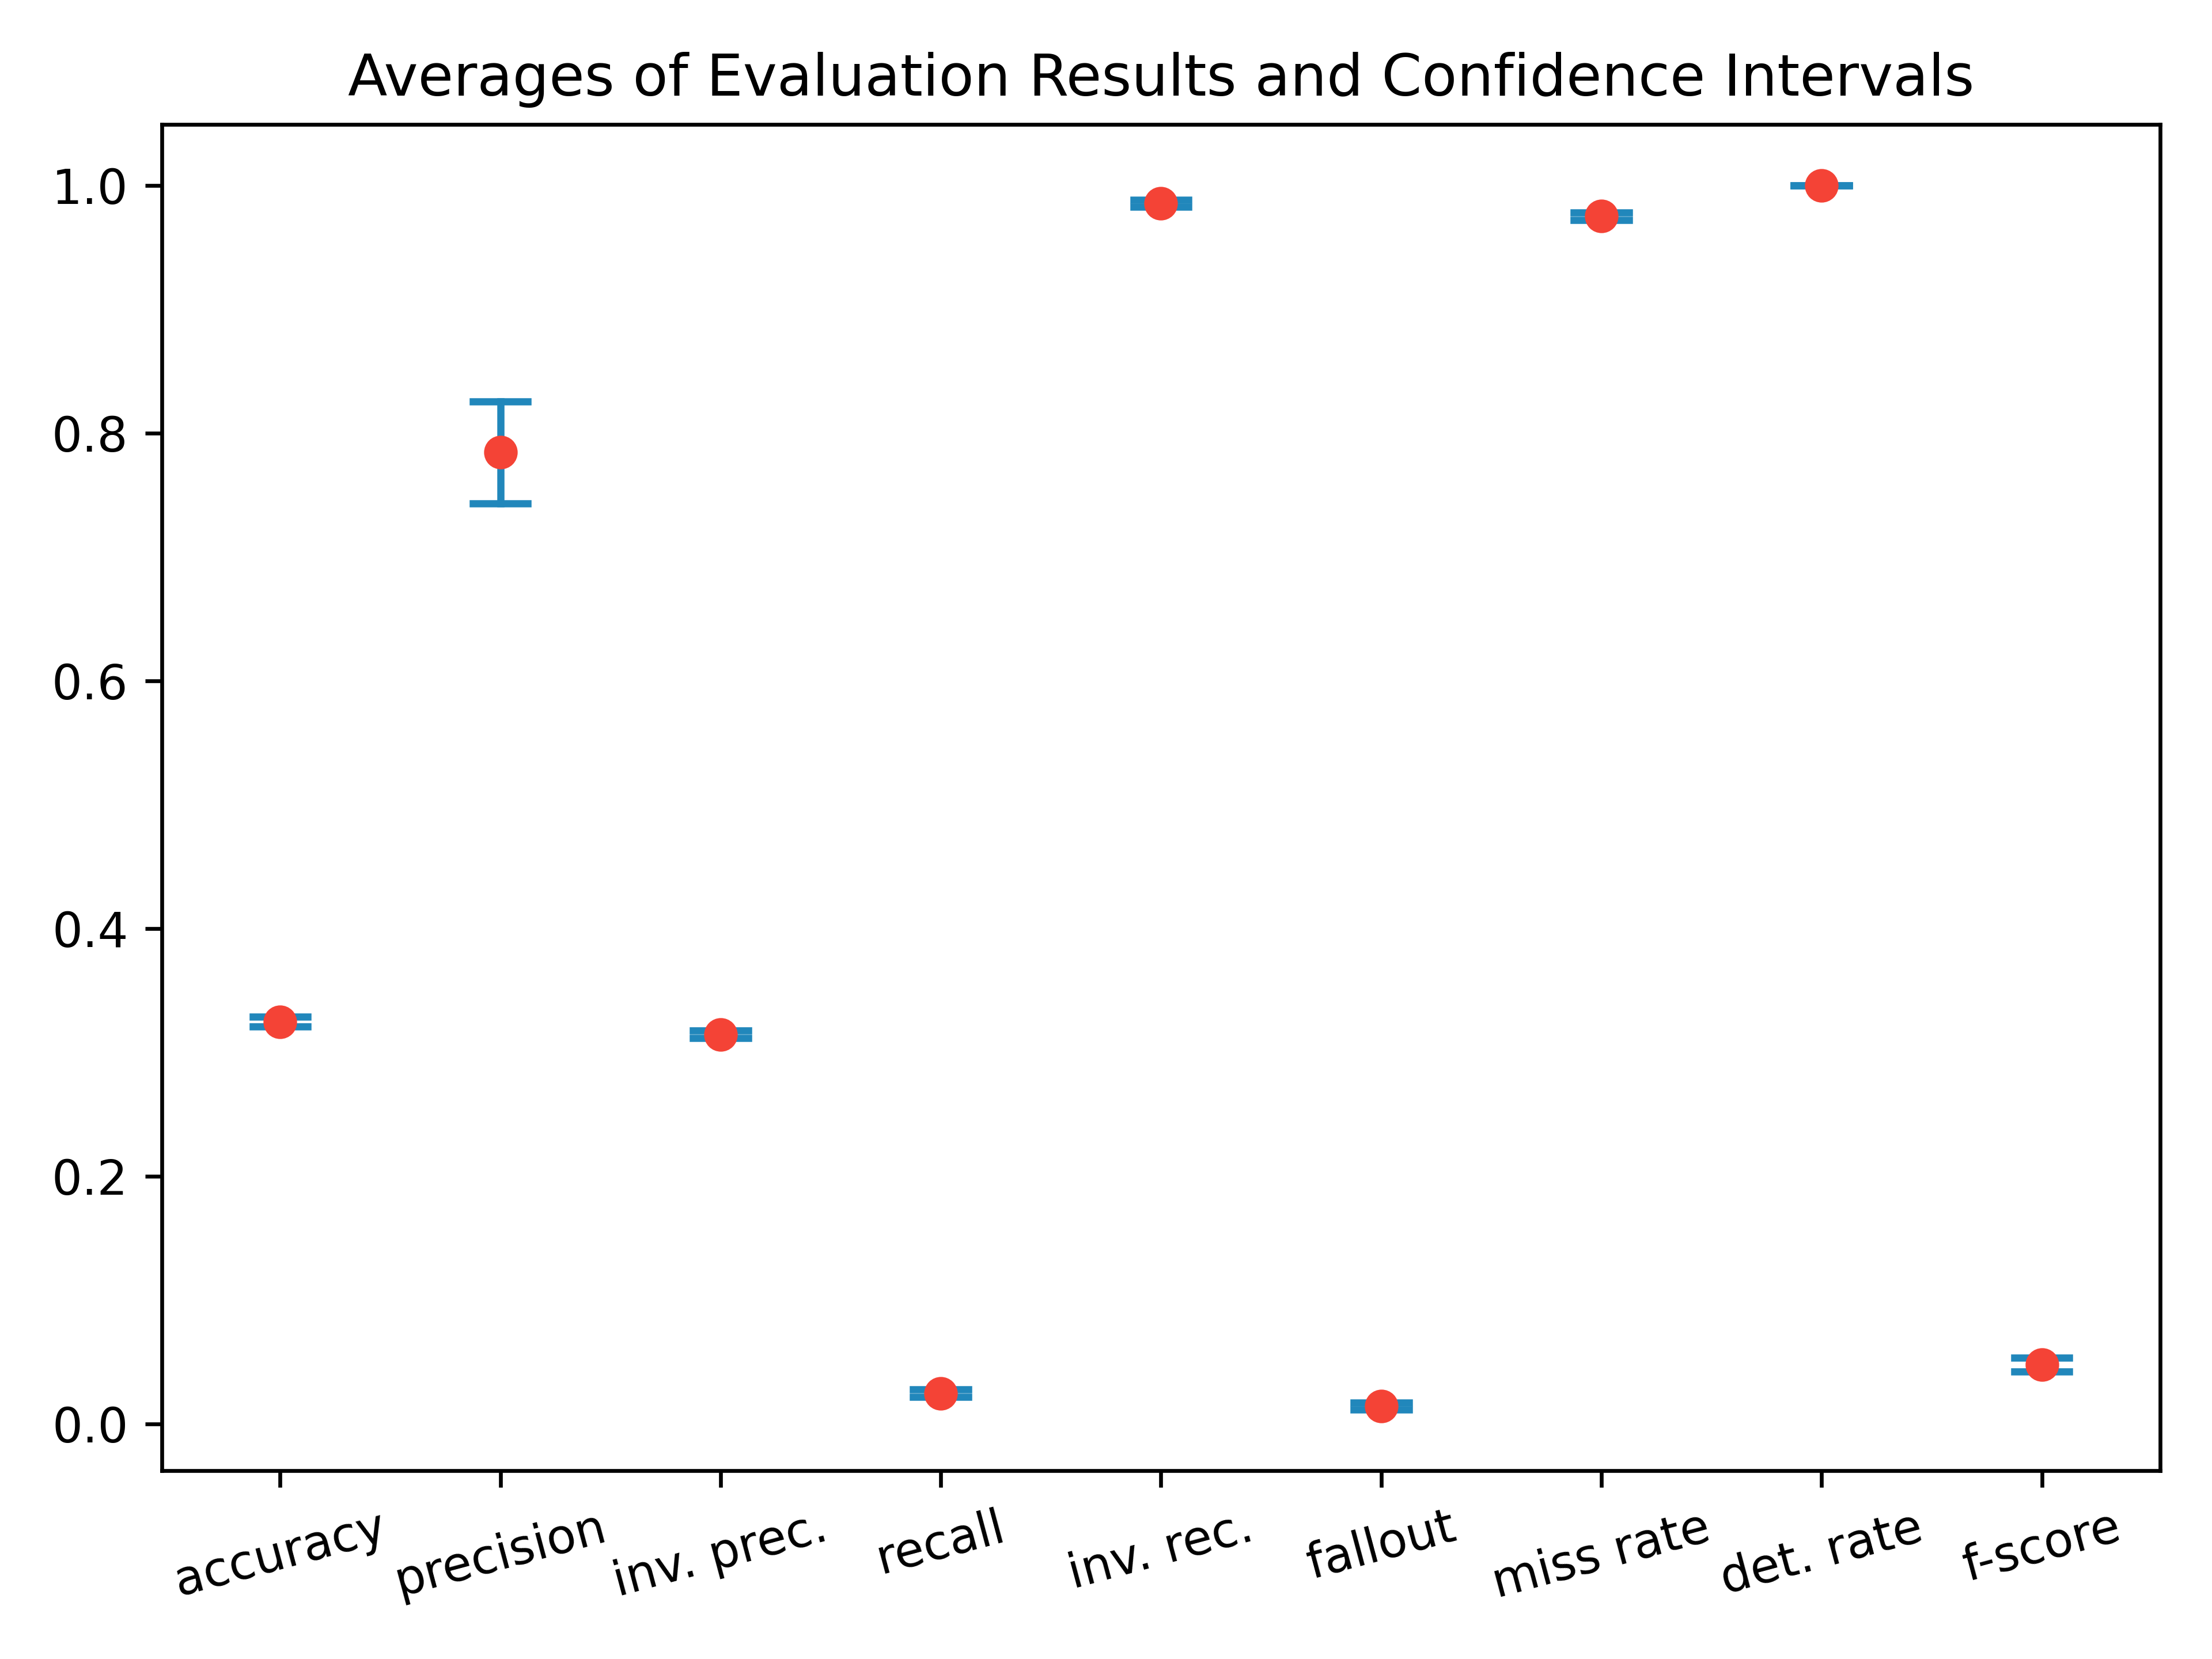 Averages of Evaluation Results and Confidence Intervals
1.0
0.8
0.6
0.4
0.2
0.0
accuracy
precision
inv. prec.
recall
inv. rec.
fallout
miss rate
det. rate
f-score